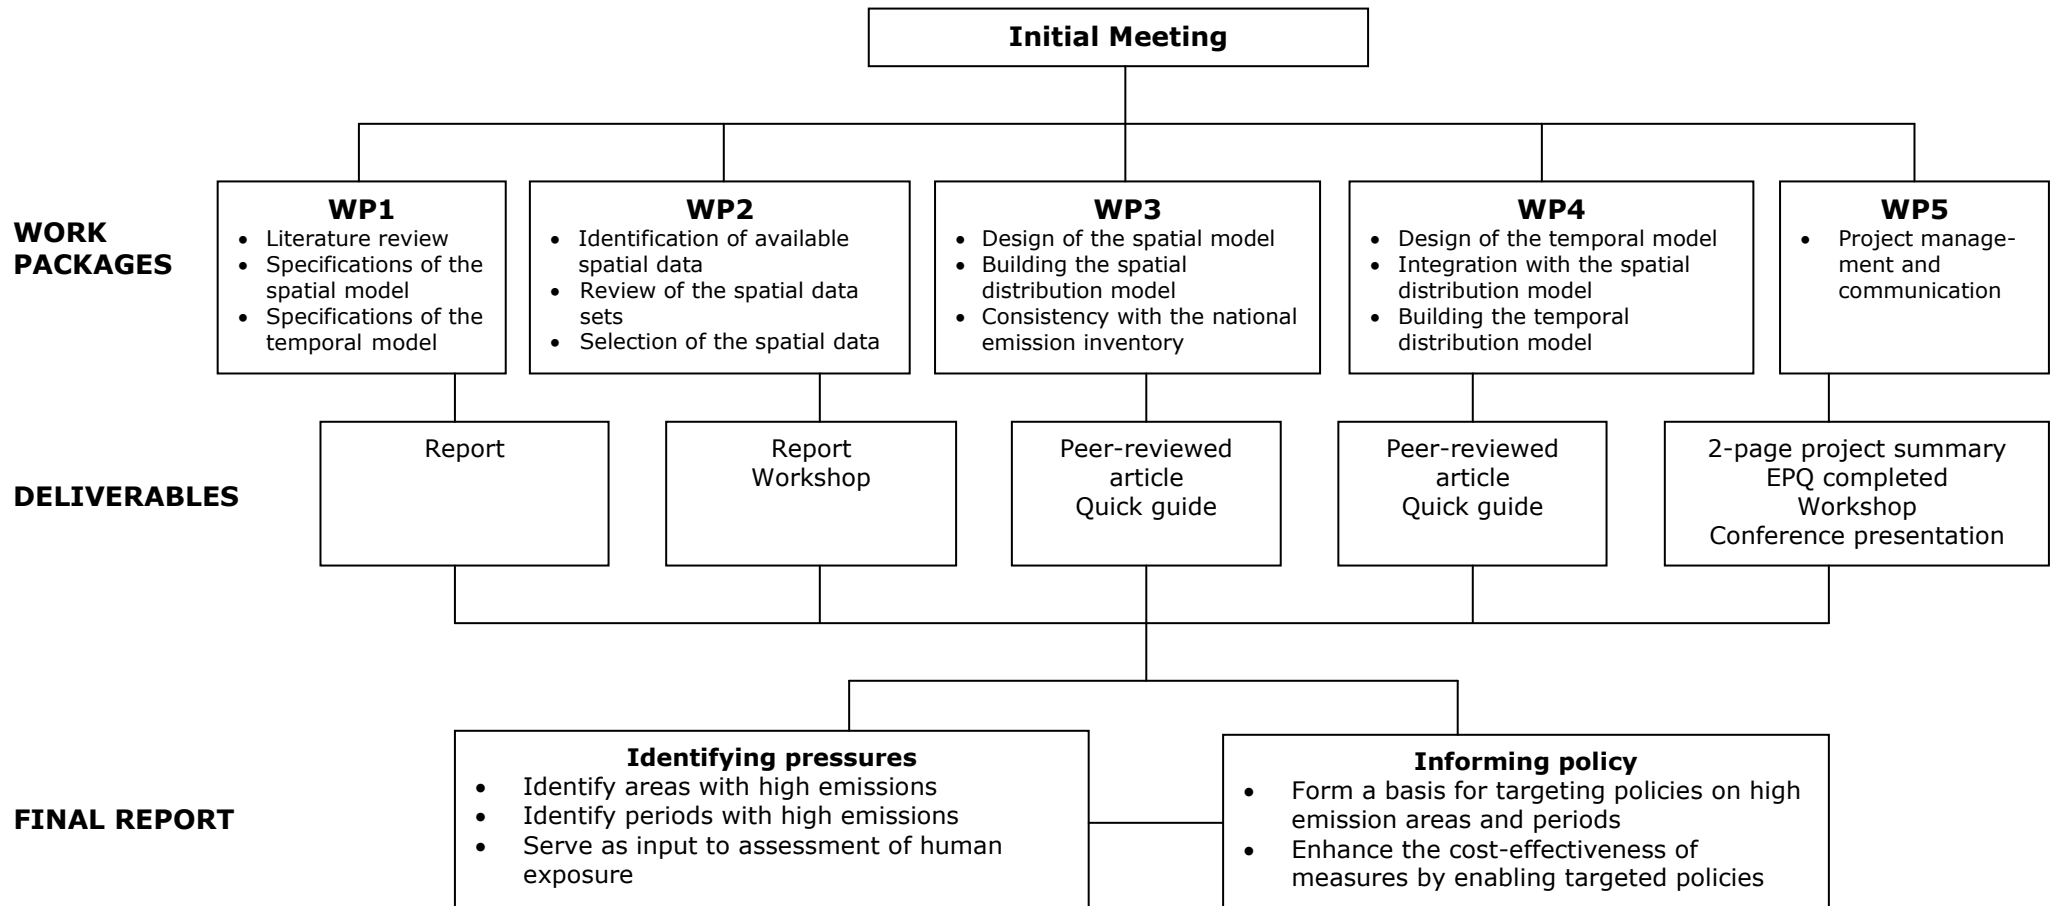 Initial Meeting
WORK
PACKAGES
WP1
• Literature review
• Specifications of the
spatial model
• Specifications of the
temporal model
WP2
• Identification of available
spatial data
• Review of the spatial data
sets
• Selection of the spatial data
WP3
• Design of the spatial model
• Building the spatial
distribution model
• Consistency with the national
emission inventory
WP4
• Design of the temporal model
• Integration with the spatial
distribution model
• Building the temporal
distribution model
WP5
• Project manage-
ment and
communication
DELIVERABLES
Report
Report
Workshop
Peer-reviewed
article
Quick guide
Peer-reviewed
article
Quick guide
2-page project summary
EPQ completed
Workshop
Conference presentation
FINAL REPORT
Identifying pressures
• Identify areas with high emissions
• Identify periods with high emissions
• Serve as input to assessment of human
exposure
Informing policy
• Form a basis for targeting policies on high
emission areas and periods
• Enhance the cost-effectiveness of
measures by enabling targeted policies